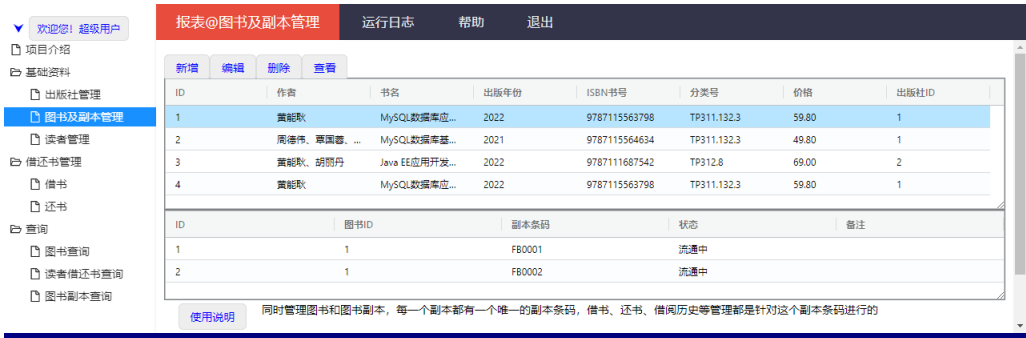 欢迎您！超级用户
报表@图书及副本管理 运行日志 帮助 退出
项目介绍
基础资料
出版社管理
图书及副本管理
读者管理
借还书管理
借书
还书
查询
图书查询
读者借还书查询
图书副本查询
新增 编辑 删除 查看
ID 作者 书名 出版年份 ISBN书号 分类号 价格 出版社ID
1 黄能耿 MySQL数据库应... 2022 9787115563798 TP311.132.3 59.80 1
2 周德伟、覃国蓉、... MySQL数据库基... 2021 9787115564634 TP311.132.3 49.80 1
3 黄能耿、胡丽丹 Java EE应用开发... 2022 9787111687542 TP312.8 69.00 2
4 黄能耿 MySQL数据库应... 2022 9787115563798 TP311.132.3 59.80 1
ID 图书ID 副本条码 状态 备注
1 1 FB0001 流通中
2 1 FB0002 流通中
使用说明 同时管理图书和图书副本，每一个副本都有一个唯一的副本条码，借书、还书、借阅历史等管理都是针对这个副本条码进行的